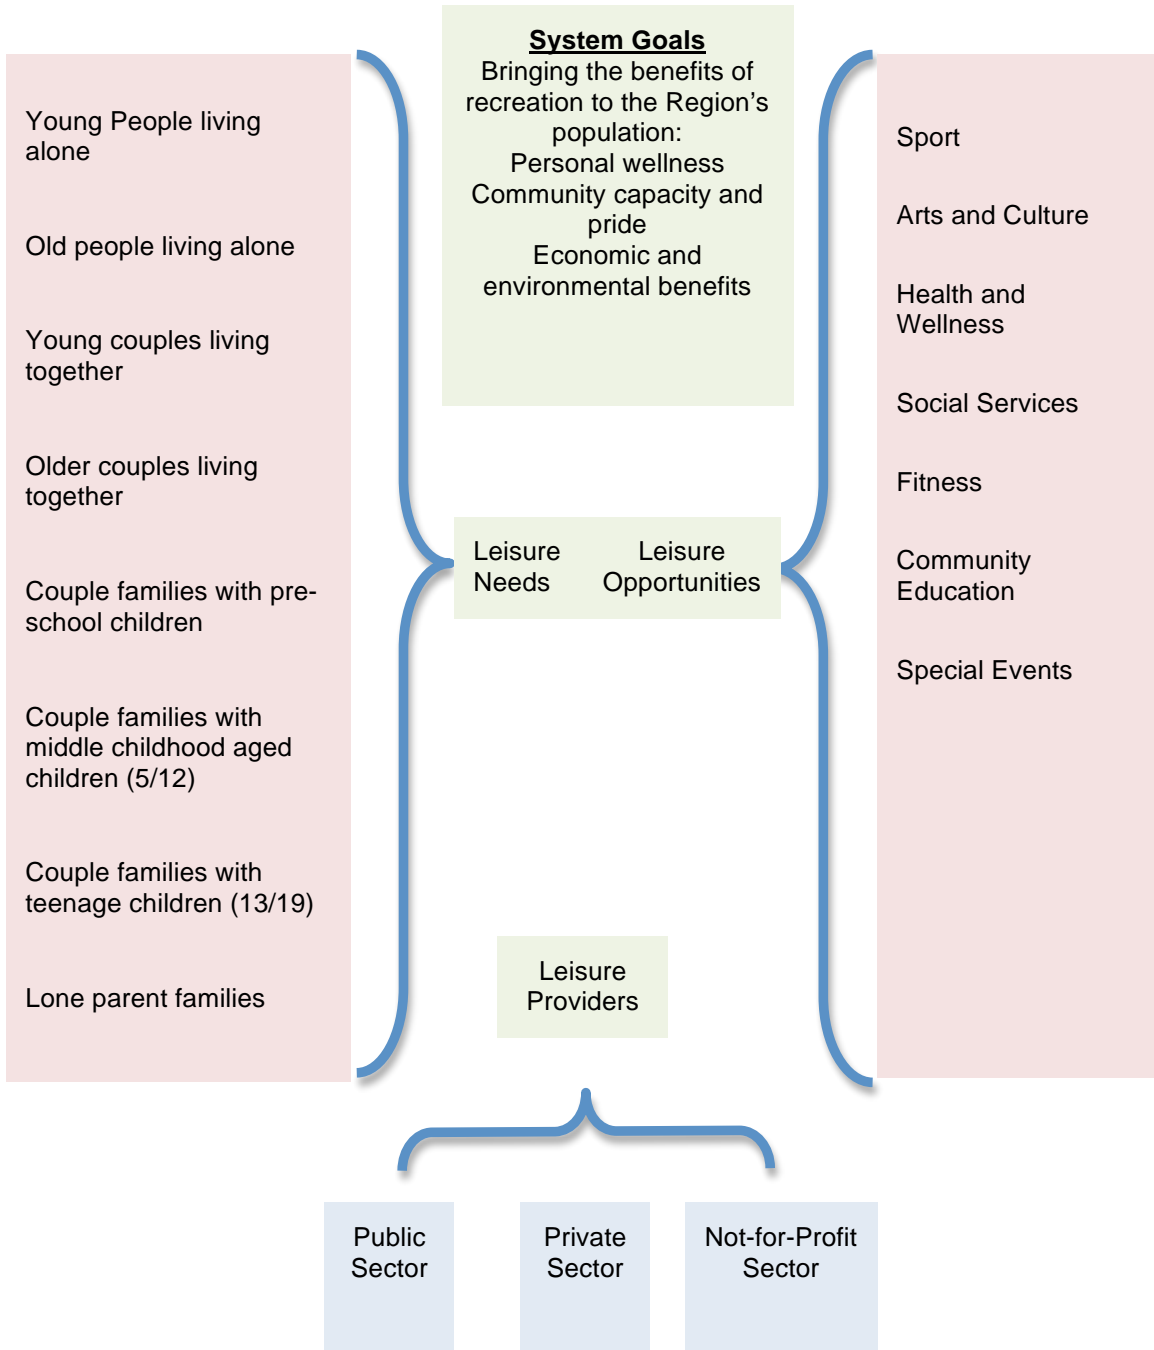 System Goals
Bringing the benefits of
recreation to the Region’s
population:
Personal wellness
Community capacity and
pride
Economic and
environmental benefits
Young People living
alone
Old people living alone
Young couples living
together
Older couples living
together
Couple families with pre-
school children
Couple families with
middle childhood aged
children (5/12)
Couple families with
teenage children (13/19)
Lone parent families
Leisure
Needs
Leisure
Opportunities
Sport
Arts and Culture
Health and
Wellness
Social Services
Fitness
Community
Education
Special Events
Leisure
Providers
Public
Sector
Private
Sector
Not-for-Profit
Sector